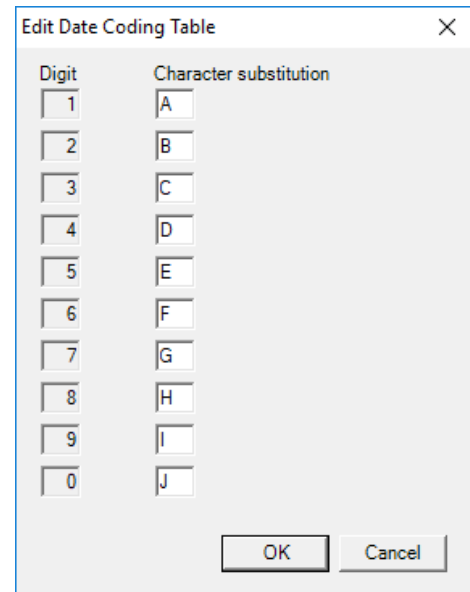 Edit Date Coding Table
Digit Character substitution
1 A
2 B
3 C
4 D
5 E
6 F
7 G
8 H
9 I
0 J
OK Cancel